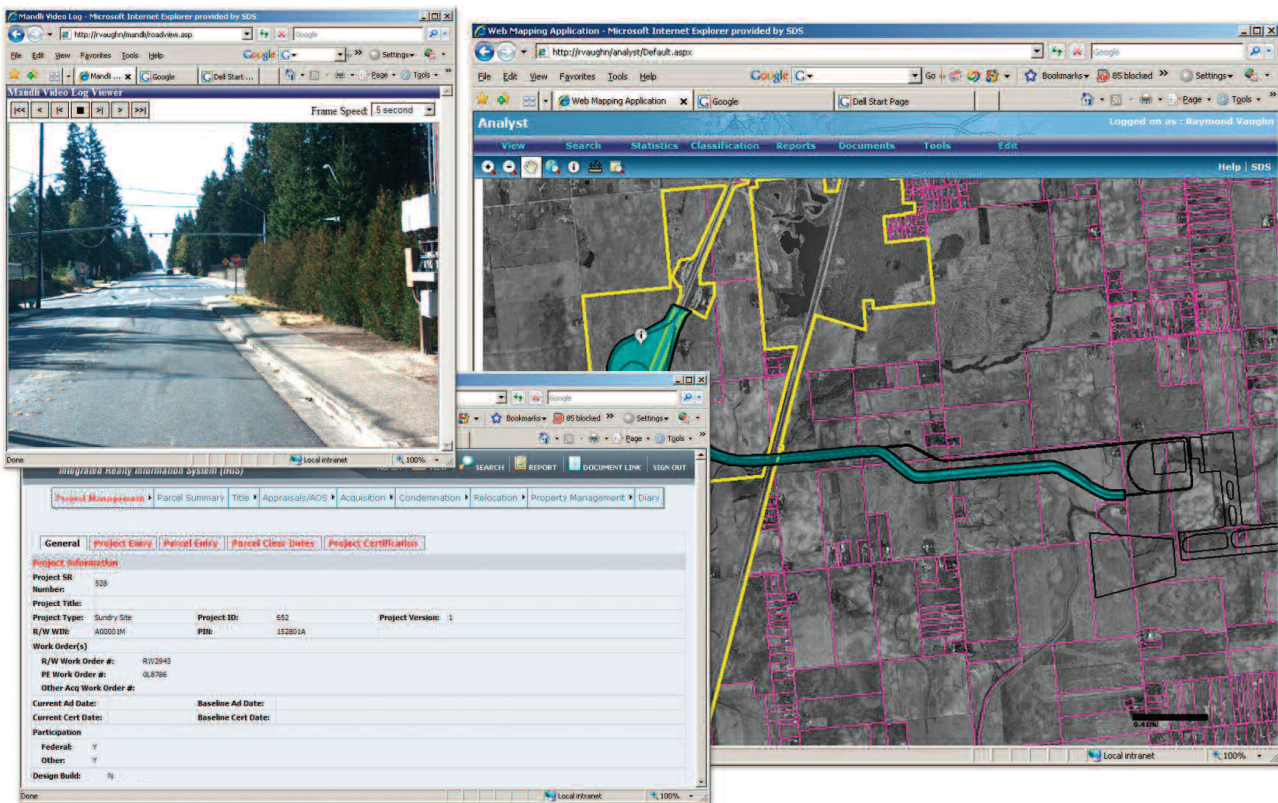 Mandli Video Log - Microsoft Internet Explorer provided by SDS
http://rvaughn/mandli/roadview.asp
Google
File Edit View Favorites Tools Help
Google G
Settings
Mandli ... Google Dell Start ...
Page Tools
Mandli Video Log Viewer
|<< < |< >| > >>|
Frame Speed: .5 second
Done
Local intranet
100%
Web Mapping Application - Microsoft Internet Explorer provided by SDS
http://rvaughn/analyst/Default.aspx
Google
File Edit View Favorites Tools Help
Google G
Go Bookmarks 85 blocked Settings
Web Mapping Application Google Dell Start Page
Page Tools
Analyst
Logged on as : Raymond Vaughn
View Search Statistics Classification Reports Documents Tools Edit
Help | SDS
0.41Mi
Local intranet
100%
Google
Bookmarks 85 blocked Settings
Page Tools
Integrated Realty Information System (IRIS)
SEARCH REPORT DOCUMENT LINK SIGN OUT
Project Management Parcel Summary Title Appraisals/AOS Acquisition Condemnation Relocation Property Management Diary
General Project Entry Parcel Entry Parcel Clear Dates Project Certification
Project Information
Project SR Number: 528
Project Title:
Project Type: Sundry Site Project ID: 652 Project Version: 1
R/W WIN: A00001M PIN: 152801A
Work Order(s)
R/W Work Order #: RW2943
PE Work Order #: 0L8786
Other Acq Work Order #:
Current Ad Date: Baseline Ad Date:
Current Cert Date: Baseline Cert Date:
Participation
Federal: Y
Other: Y
Design Build: N
Done
Local intranet
100%